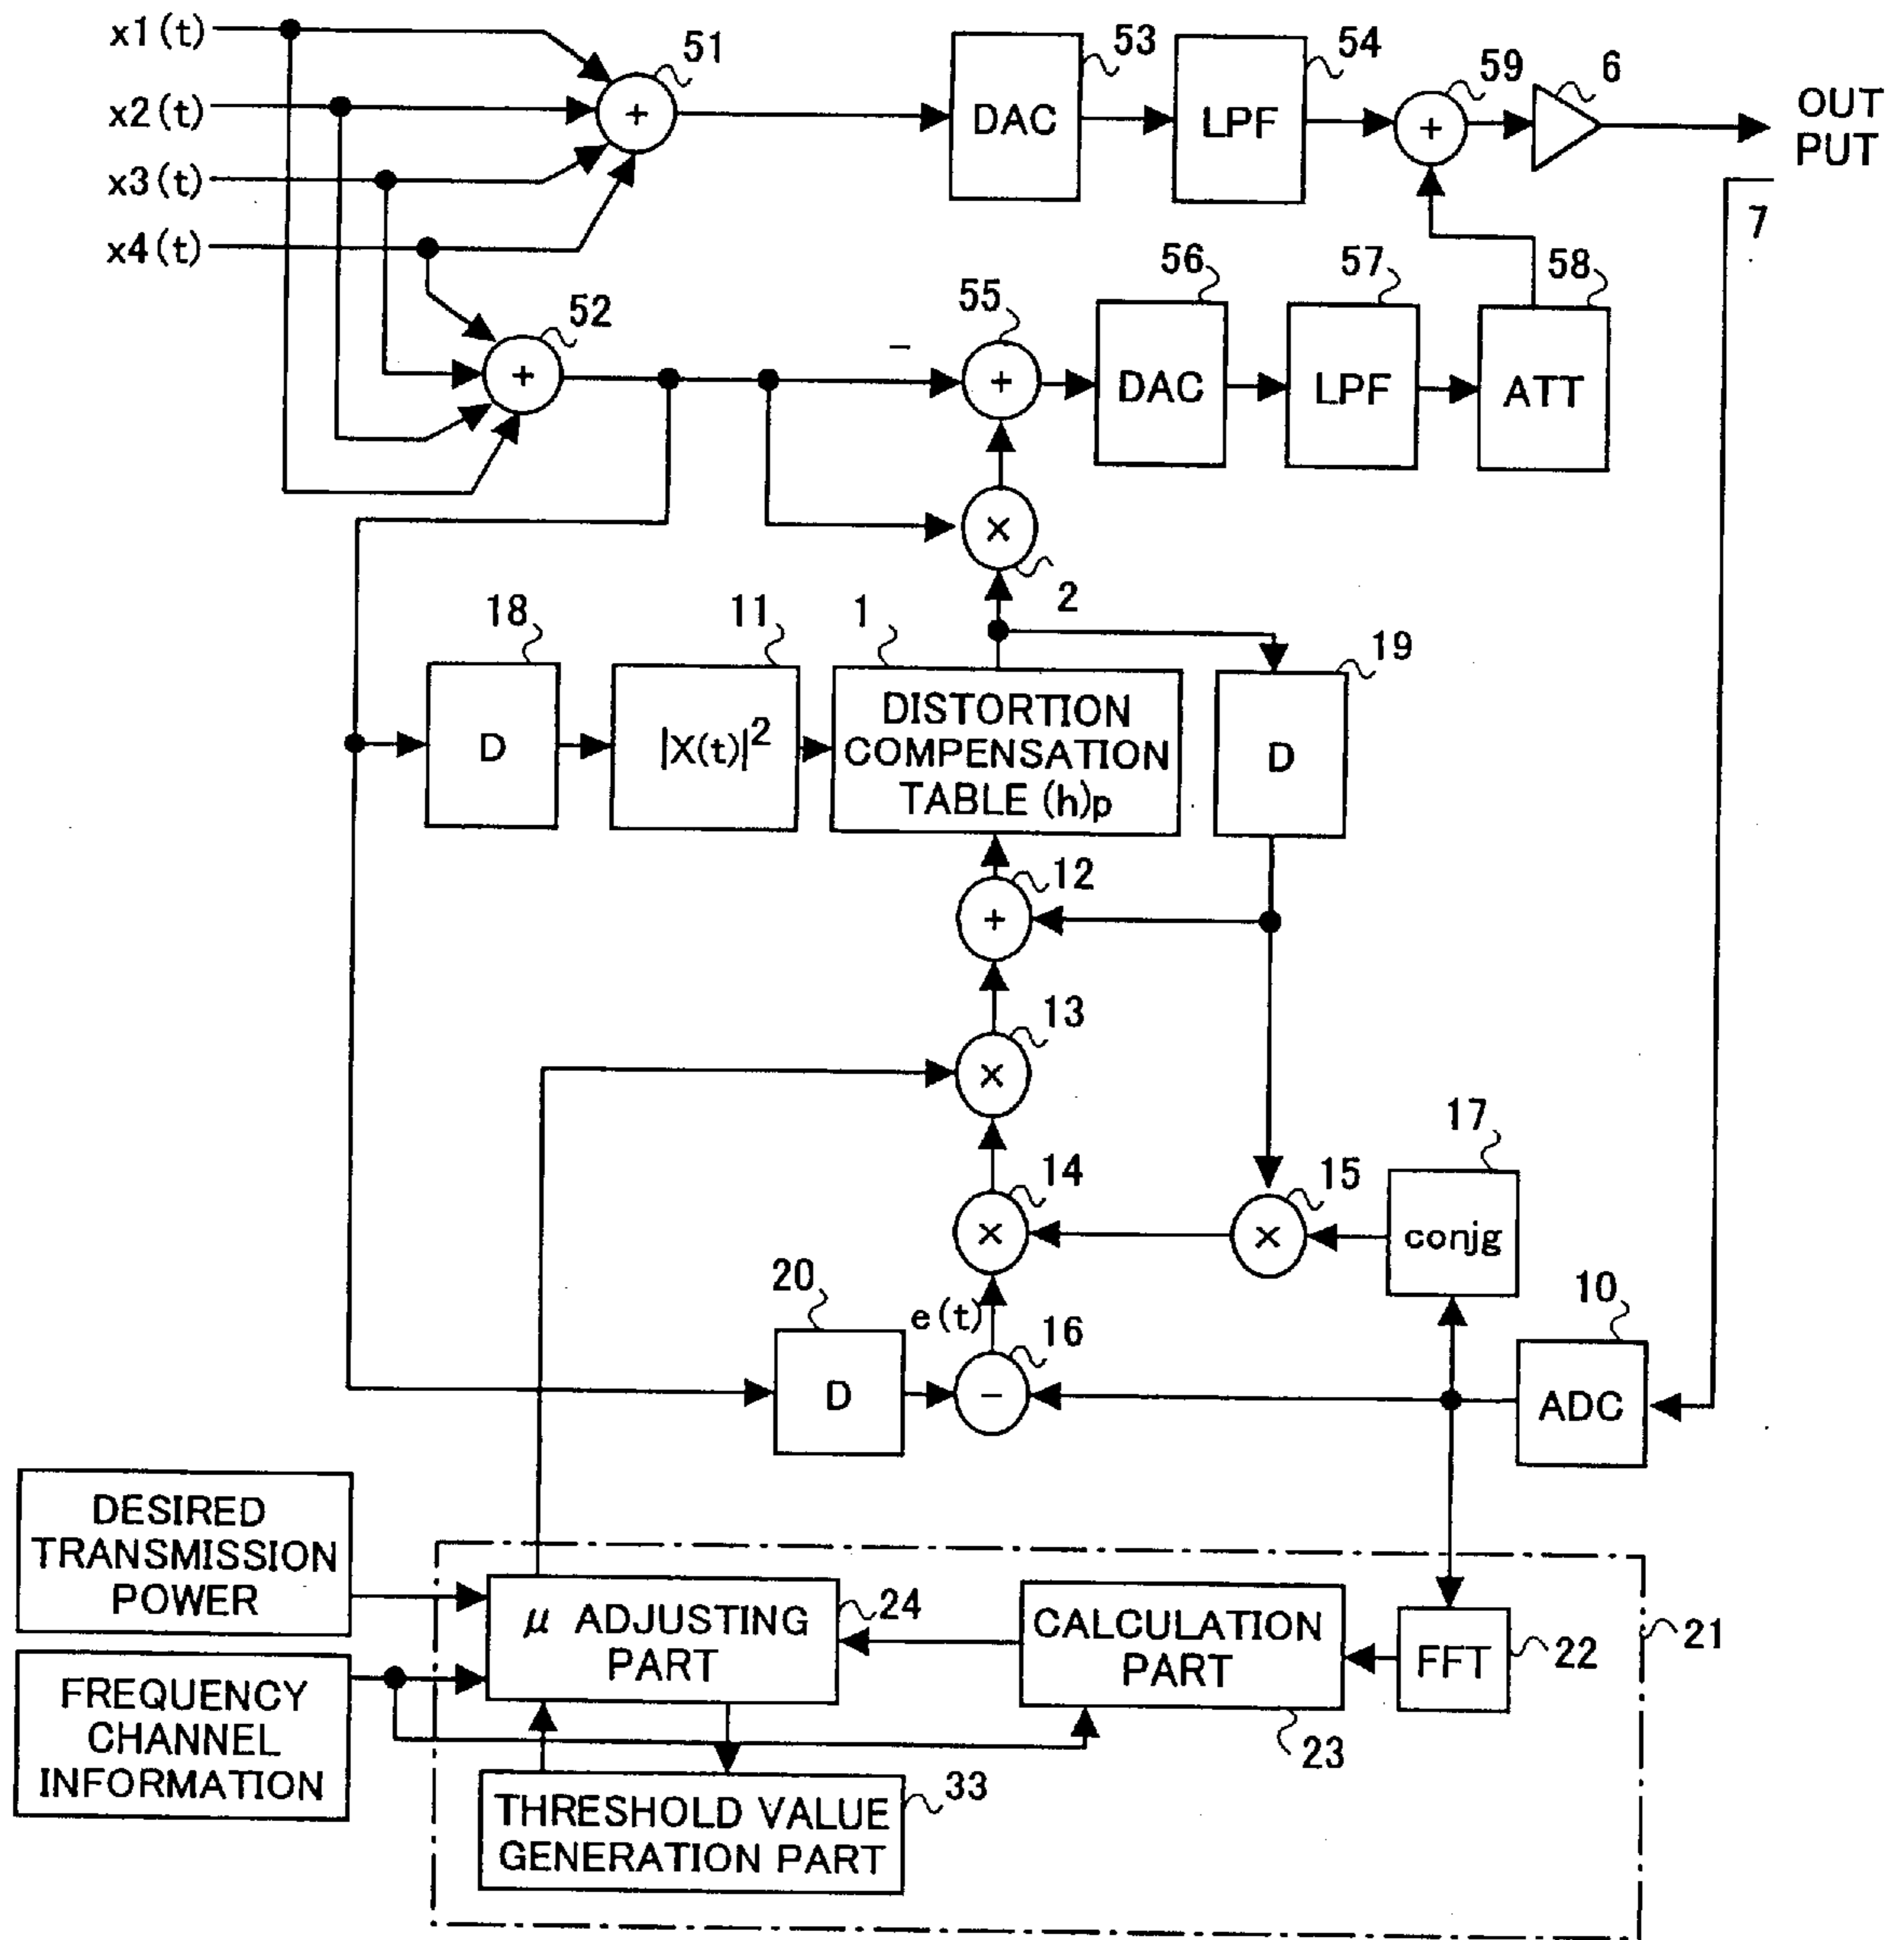 x1(t)
51
53
54
59
6
x2(t)
+
DAC
LPF
+
OUT
PUT
x3(t)
7
x4(t)
52
55
56
57
58
−
+
+
DAC
LPF
ATT
×
2
18
11
1
19
D
|X(t)|2
DISTORTION
COMPENSATION
TABLE (h)p
D
12
+
13
×
17
14
15
×
×
conjg
20
e(t)
16
10
D
−
ADC
DESIRED
TRANSMISSION
POWER
μ ADJUSTING
PART
24
CALCULATION
PART
FFT
22
21
FREQUENCY
CHANNEL
INFORMATION
23
33
THRESHOLD VALUE
GENERATION PART